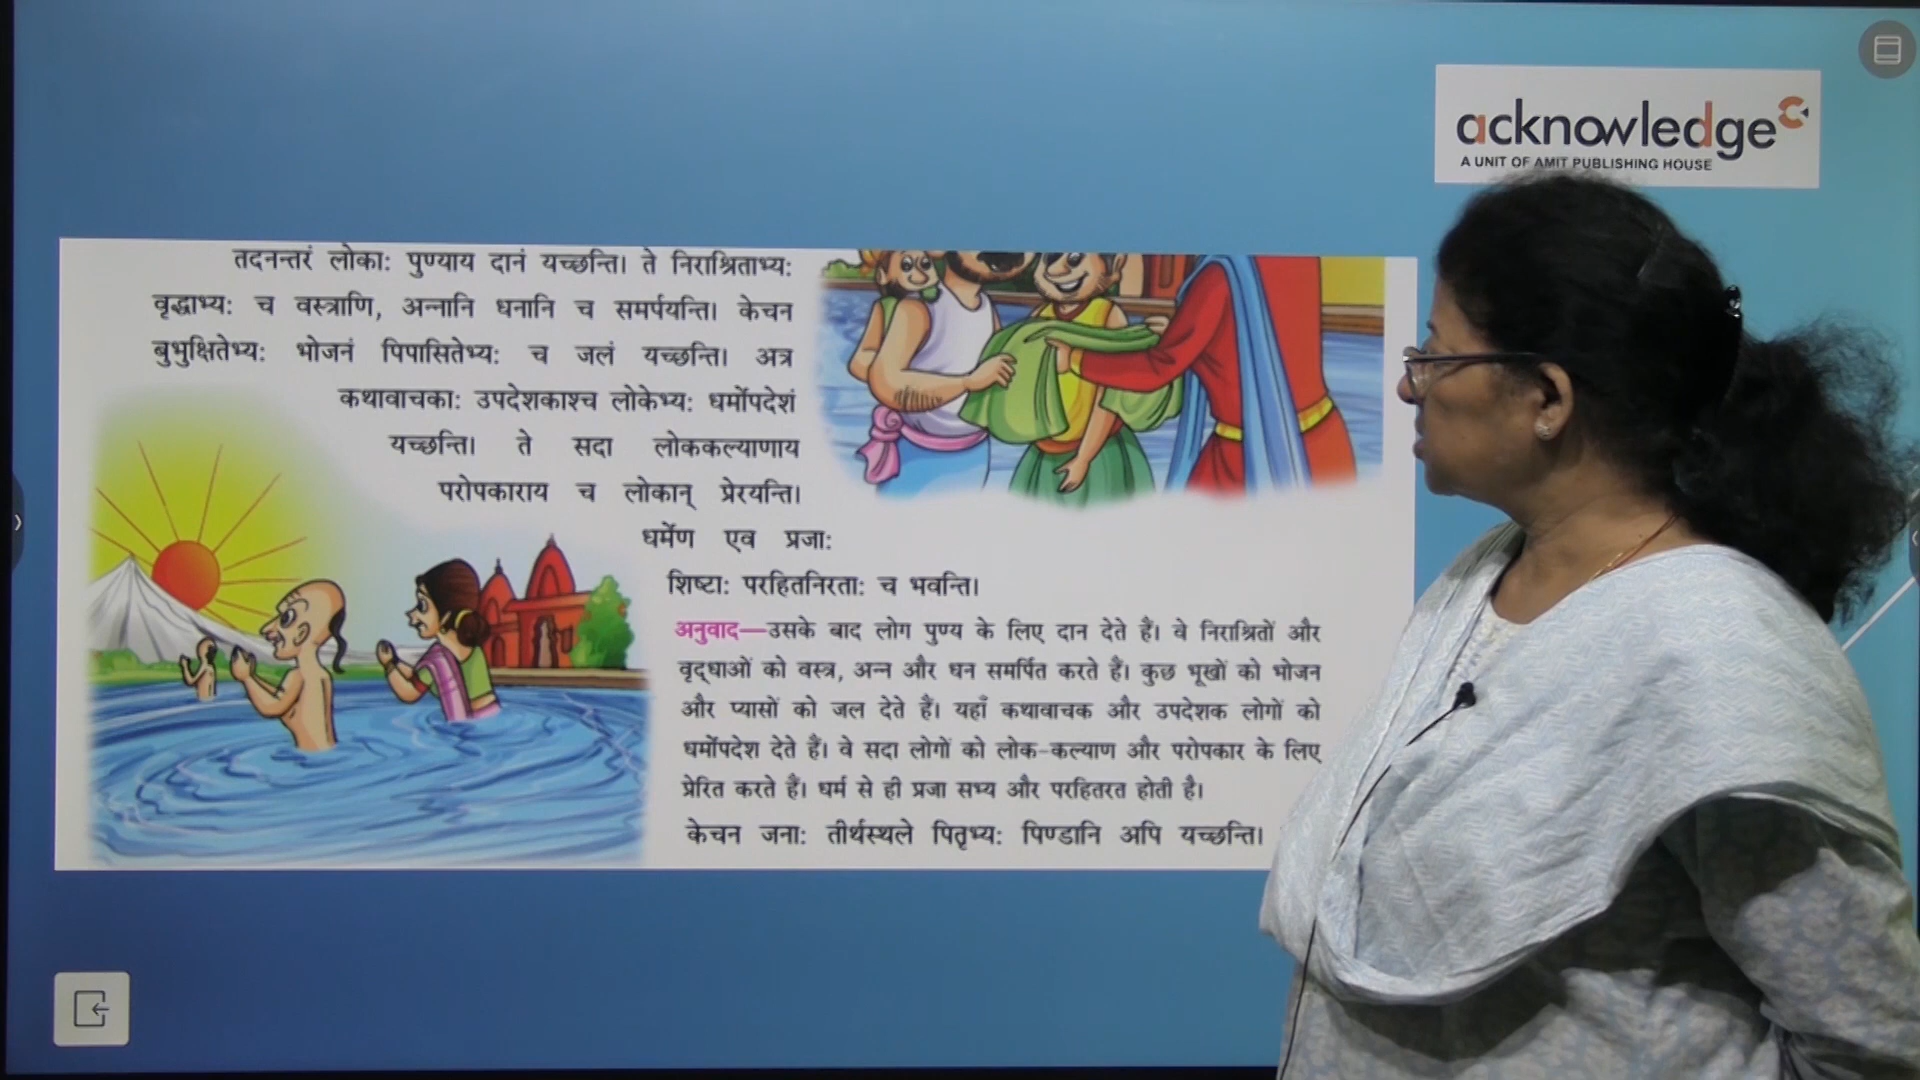 acknowledge
A UNIT OF AMIT PUBLISHING HOUSE
तदनन्तरं लोका: पुण्याय दानं यच्छन्ति। ते निराश्रिताभ्य:
वृद्धाभ्य: च वस्त्राणि, अन्नानि धनानि च समर्पयन्ति। केचन
बुभुक्षितेभ्य: भोजनं पिपासितेभ्य: च जलं यच्छन्ति। अत्र
कथावाचका: उपदेशकाश्च लोकेभ्य: धर्मोपदेशं
यच्छन्ति। ते सदा लोककल्याणाय
परोपकाराय च लोकान् प्रेरयन्ति।
धर्मेण एव प्रजा:
शिष्टा: परहितनिरता: च भवन्ति।
अनुवाद—उसके बाद लोग पुण्य के लिए दान देते हैं। वे निराश्रितों और
वृद्‌धाओं को वस्त्र, अन्न और धन समर्पित करते हैं। कुछ भूखों को भोजन
और प्यासों को जल देते हैं। यहाँ कथावाचक और उपदेशक लोगों को
धर्मोपदेश देते हैं। वे सदा लोगों को लोक-कल्याण और परोपकार के लिए
प्रेरित करते हैं। धर्म से ही प्रजा सभ्य और परहितरत होती है।
केचन जना: तीर्थस्थले पितृभ्य: पिण्डानि अपि यच्छन्ति।